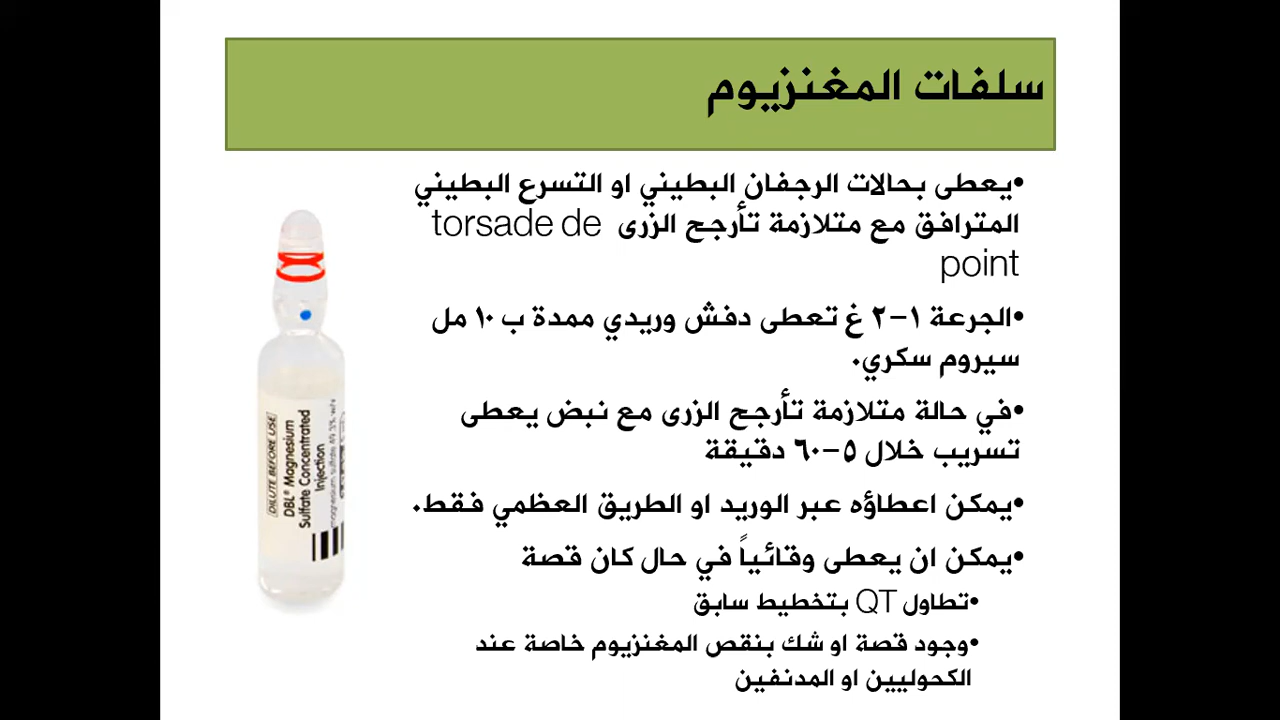 سلفات المغنزيوم
•يعطى بحالات الرجفان البطيني او التسرع البطيني
المترافق مع متلازمة تأرجح الزرى torsade de
point
•الجرعة ١-٢ غ تعطى دفش وريدي ممدة ب ١٠ مل
سيروم سكري.
•في حالة متلازمة تأرجح الزرى مع نبض يعطى
تسريب خلال ٥-٦٠ دقيقة
•يمكن اعطاؤه عبر الوريد او الطريق العظمي فقط.
•يمكن ان يعطى وقائياً في حال كان قصة
•تطاول QT بتخطيط سابق
•وجود قصة او شك بنقص المغنزيوم خاصة عند
الكحوليين او المدنفين
DILUTE BEFORE USE
DBL® Magnesium
Sulfate Concentrated
Injection
magnesium sulfate 49.3% w/v